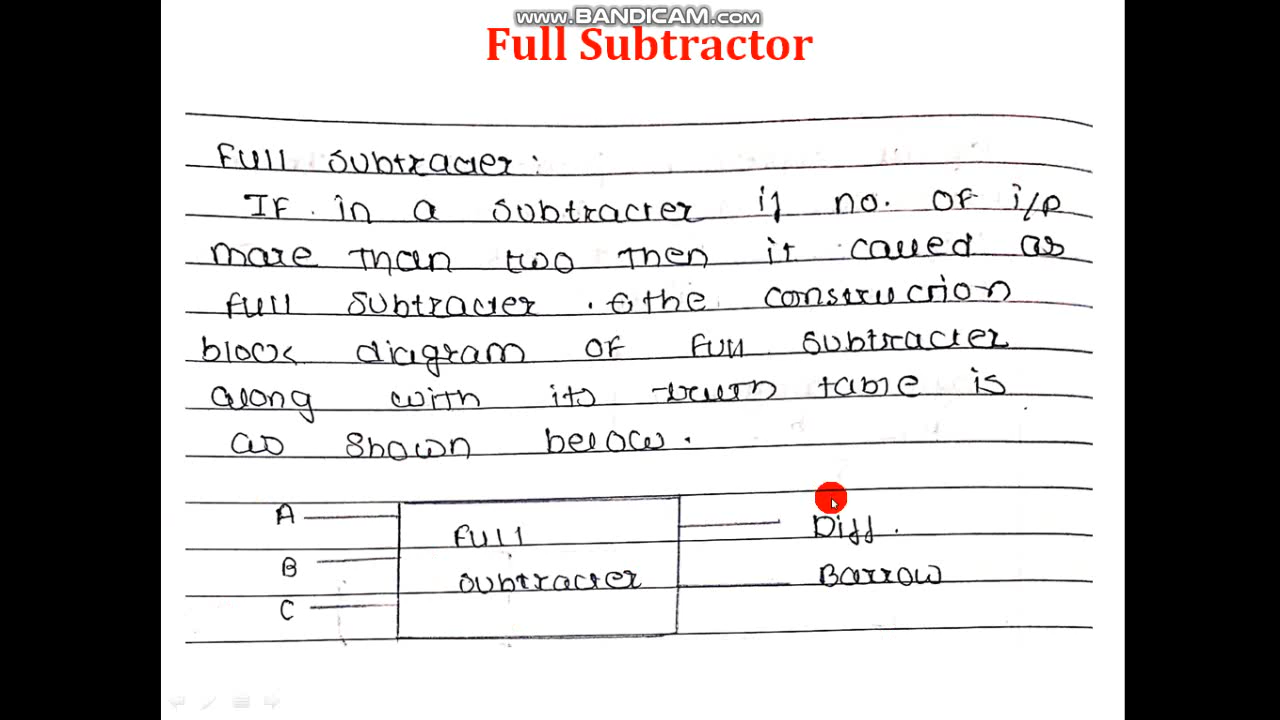 www.BANDICAM.com
Full Subtractor
Full subtracter:
If in a subtracter if no. of i/p
more than two then it called as
full subtracter. the construction
block diagram of full subtracter
along with its truth table is
as shown below.
A
Full
Diff.
B
subtracter
Barrow
C